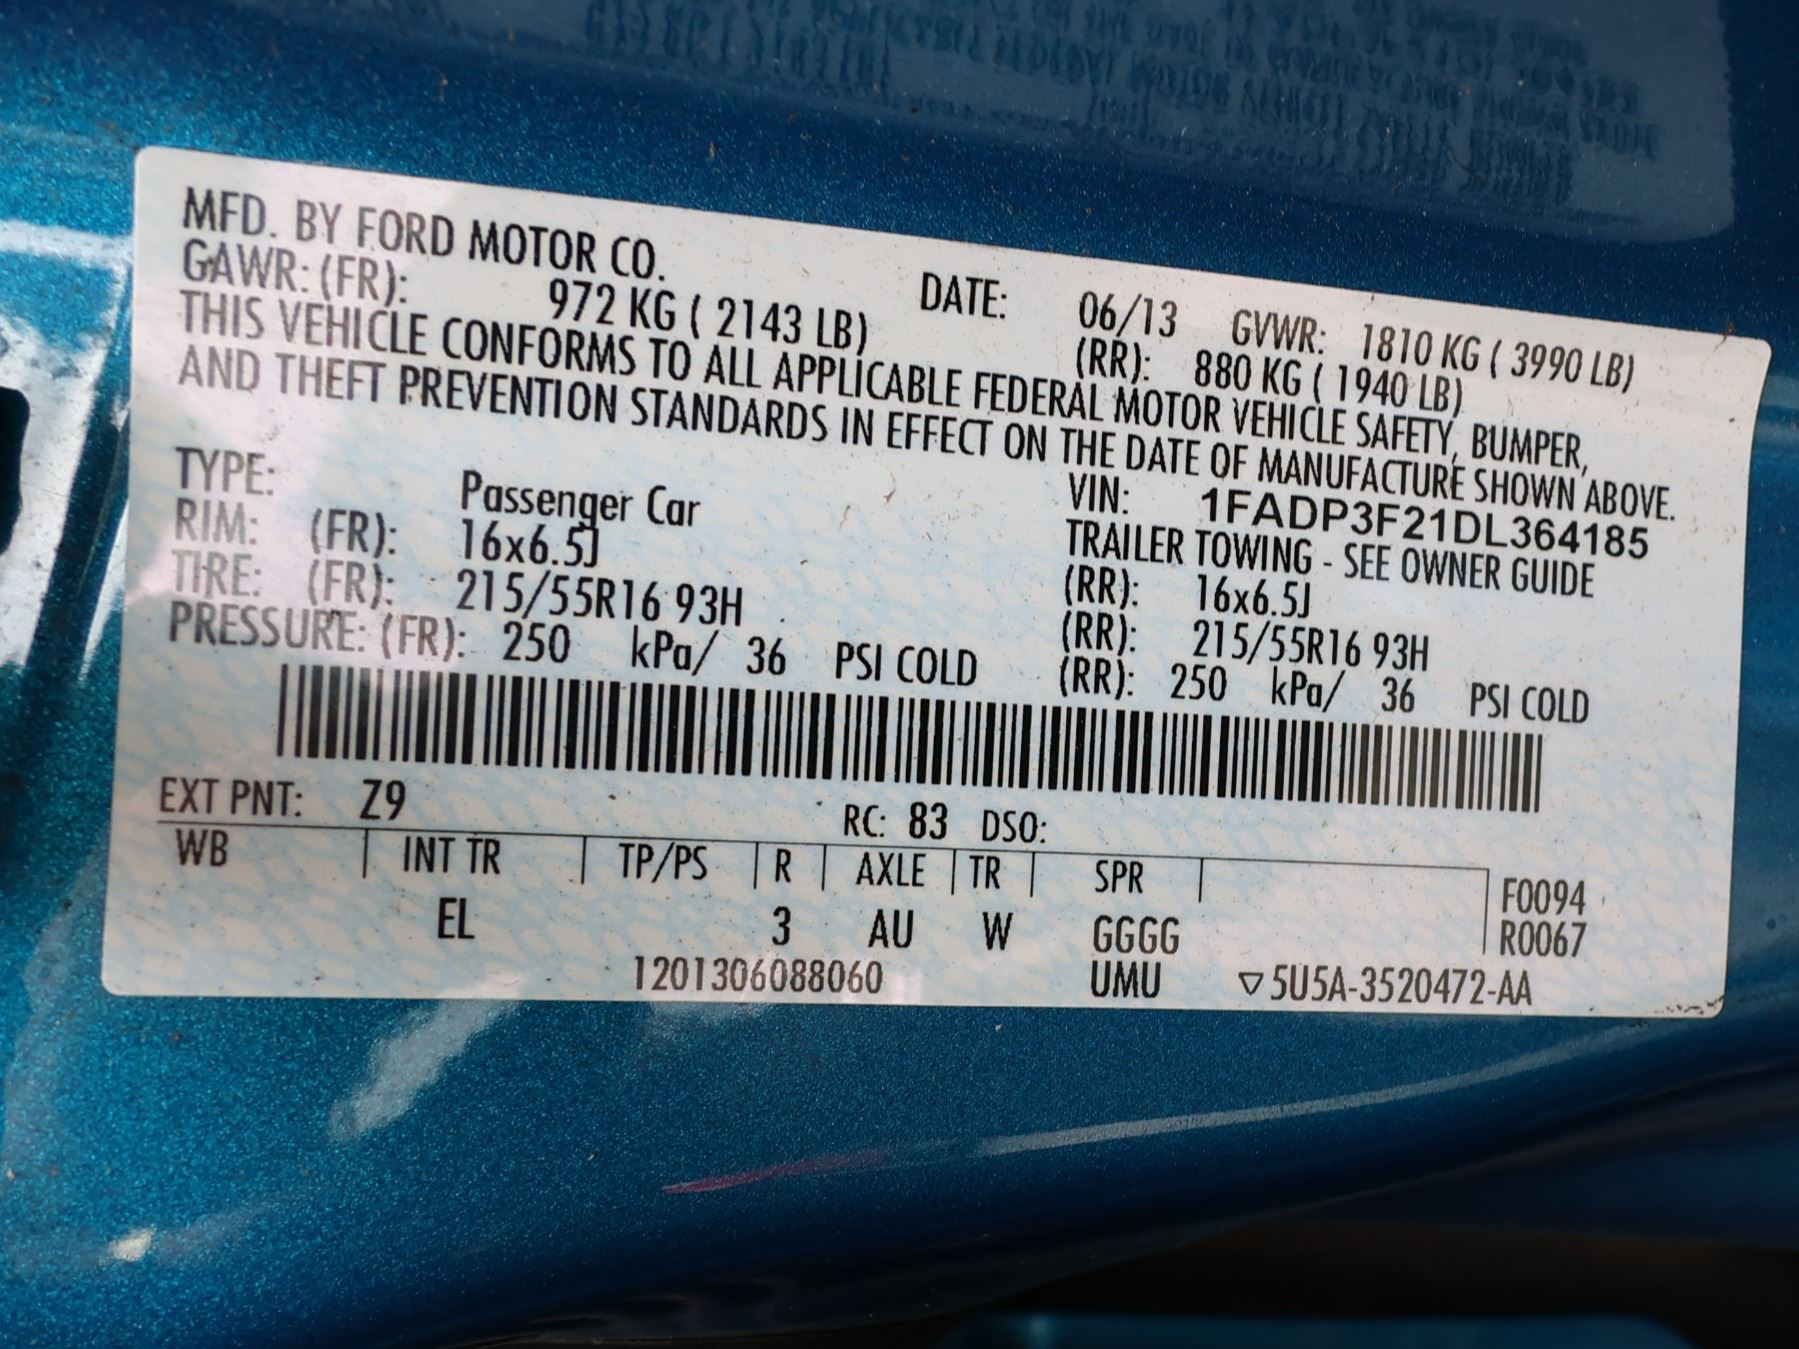 MFD. BY FORD MOTOR CO. DATE: 06/13 GVWR: 1810 KG ( 3990 LB)
GAWR: (FR): 972 KG ( 2143 LB) (RR): 880 KG ( 1940 LB)
THIS VEHICLE CONFORMS TO ALL APPLICABLE FEDERAL MOTOR VEHICLE SAFETY, BUMPER,
AND THEFT PREVENTION STANDARDS IN EFFECT ON THE DATE OF MANUFACTURE SHOWN ABOVE.
VIN: 1FADP3F21DL364185
TYPE: Passenger Car TRAILER TOWING - SEE OWNER GUIDE
RIM: (FR): 16x6.5J (RR): 16x6.5J
TIRE: (FR): 215/55R16 93H (RR): 215/55R16 93H
PRESSURE: (FR): 250 kPa/ 36 PSI COLD (RR): 250 kPa/ 36 PSI COLD
EXT PNT: Z9 RC: 83 DSO:
WB INT TR TP/PS R AXLE TR SPR F0094
EL 3 AU W GGGG R0067
1201306088060 UMU ▽5U5A-3520472-AA